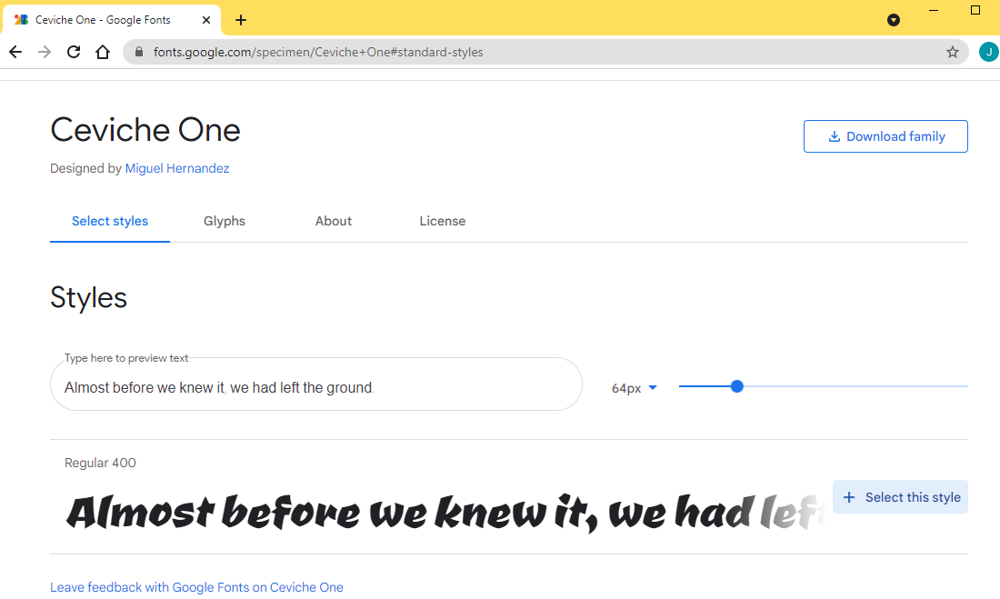 Ceviche One - Google Fonts
fonts.google.com/specimen/Ceviche+One#standard-styles
J
Ceviche One
Download family
Designed by Miguel Hernandez
Select styles Glyphs About License
Styles
Type here to preview text
Almost before we knew it, we had left the ground.
64px
Regular 400
Almost before we knew it, we had left
Select this style
Leave feedback with Google Fonts on Ceviche One